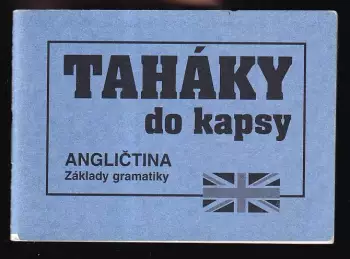 TAHÁKY
do kapsy
ANGLIČTINA
Základy gramatiky